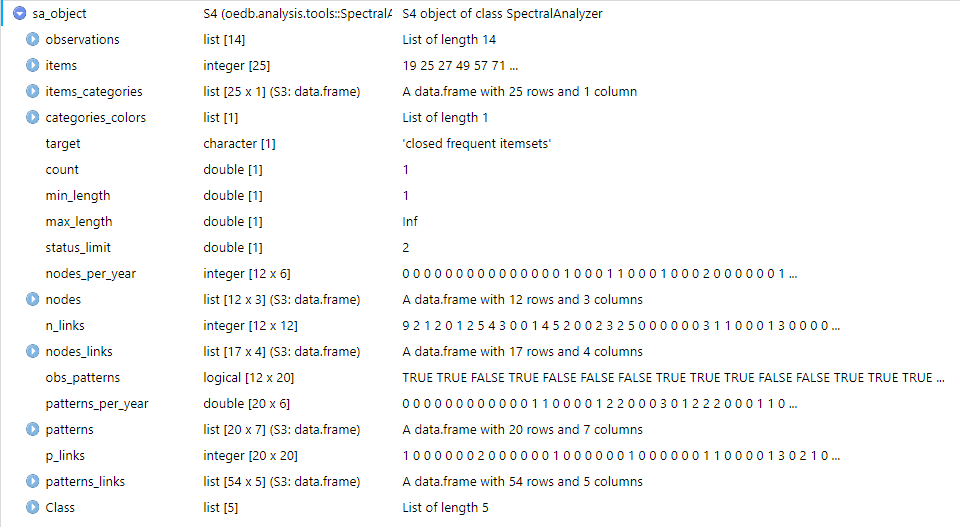 sa_object S4 (oedb.analysis.tools::SpectralA S4 object of class SpectralAnalyzer
observations list [14] List of length 14
items integer [25] 19 25 27 49 57 71 ...
items_categories list [25 x 1] (S3: data.frame) A data.frame with 25 rows and 1 column
categories_colors list [1] List of length 1
target character [1] 'closed frequent itemsets'
count double [1] 1
min_length double [1] 1
max_length double [1] Inf
status_limit double [1] 2
nodes_per_year integer [12 x 6] 0 0 0 0 0 0 0 0 0 0 0 0 0 0 0 1 0 0 0 1 1 0 0 0 1 0 0 0 2 0 0 0 0 0 0 1 ...
nodes list [12 x 3] (S3: data.frame) A data.frame with 12 rows and 3 columns
n_links integer [12 x 12] 9 2 1 2 0 1 2 5 4 3 0 0 1 4 5 2 0 0 2 3 2 5 0 0 0 0 0 0 3 1 1 0 0 0 1 3 0 0 0 0 ...
nodes_links list [17 x 4] (S3: data.frame) A data.frame with 17 rows and 4 columns
obs_patterns logical [12 x 20] TRUE TRUE FALSE TRUE FALSE FALSE FALSE TRUE TRUE TRUE FALSE FALSE TRUE TRUE TRUE ...
patterns_per_year double [20 x 6] 0 0 0 0 0 0 0 0 0 0 0 0 1 1 0 0 0 0 1 2 2 0 0 0 3 0 1 2 2 2 0 0 0 1 1 0 ...
patterns list [20 x 7] (S3: data.frame) A data.frame with 20 rows and 7 columns
p_links integer [20 x 20] 1 0 0 0 0 0 0 2 0 0 0 0 0 0 1 0 0 0 0 0 0 1 0 0 0 0 0 0 1 1 0 0 0 0 1 3 0 2 1 0 ...
patterns_links list [54 x 5] (S3: data.frame) A data.frame with 54 rows and 5 columns
Class list [5] List of length 5